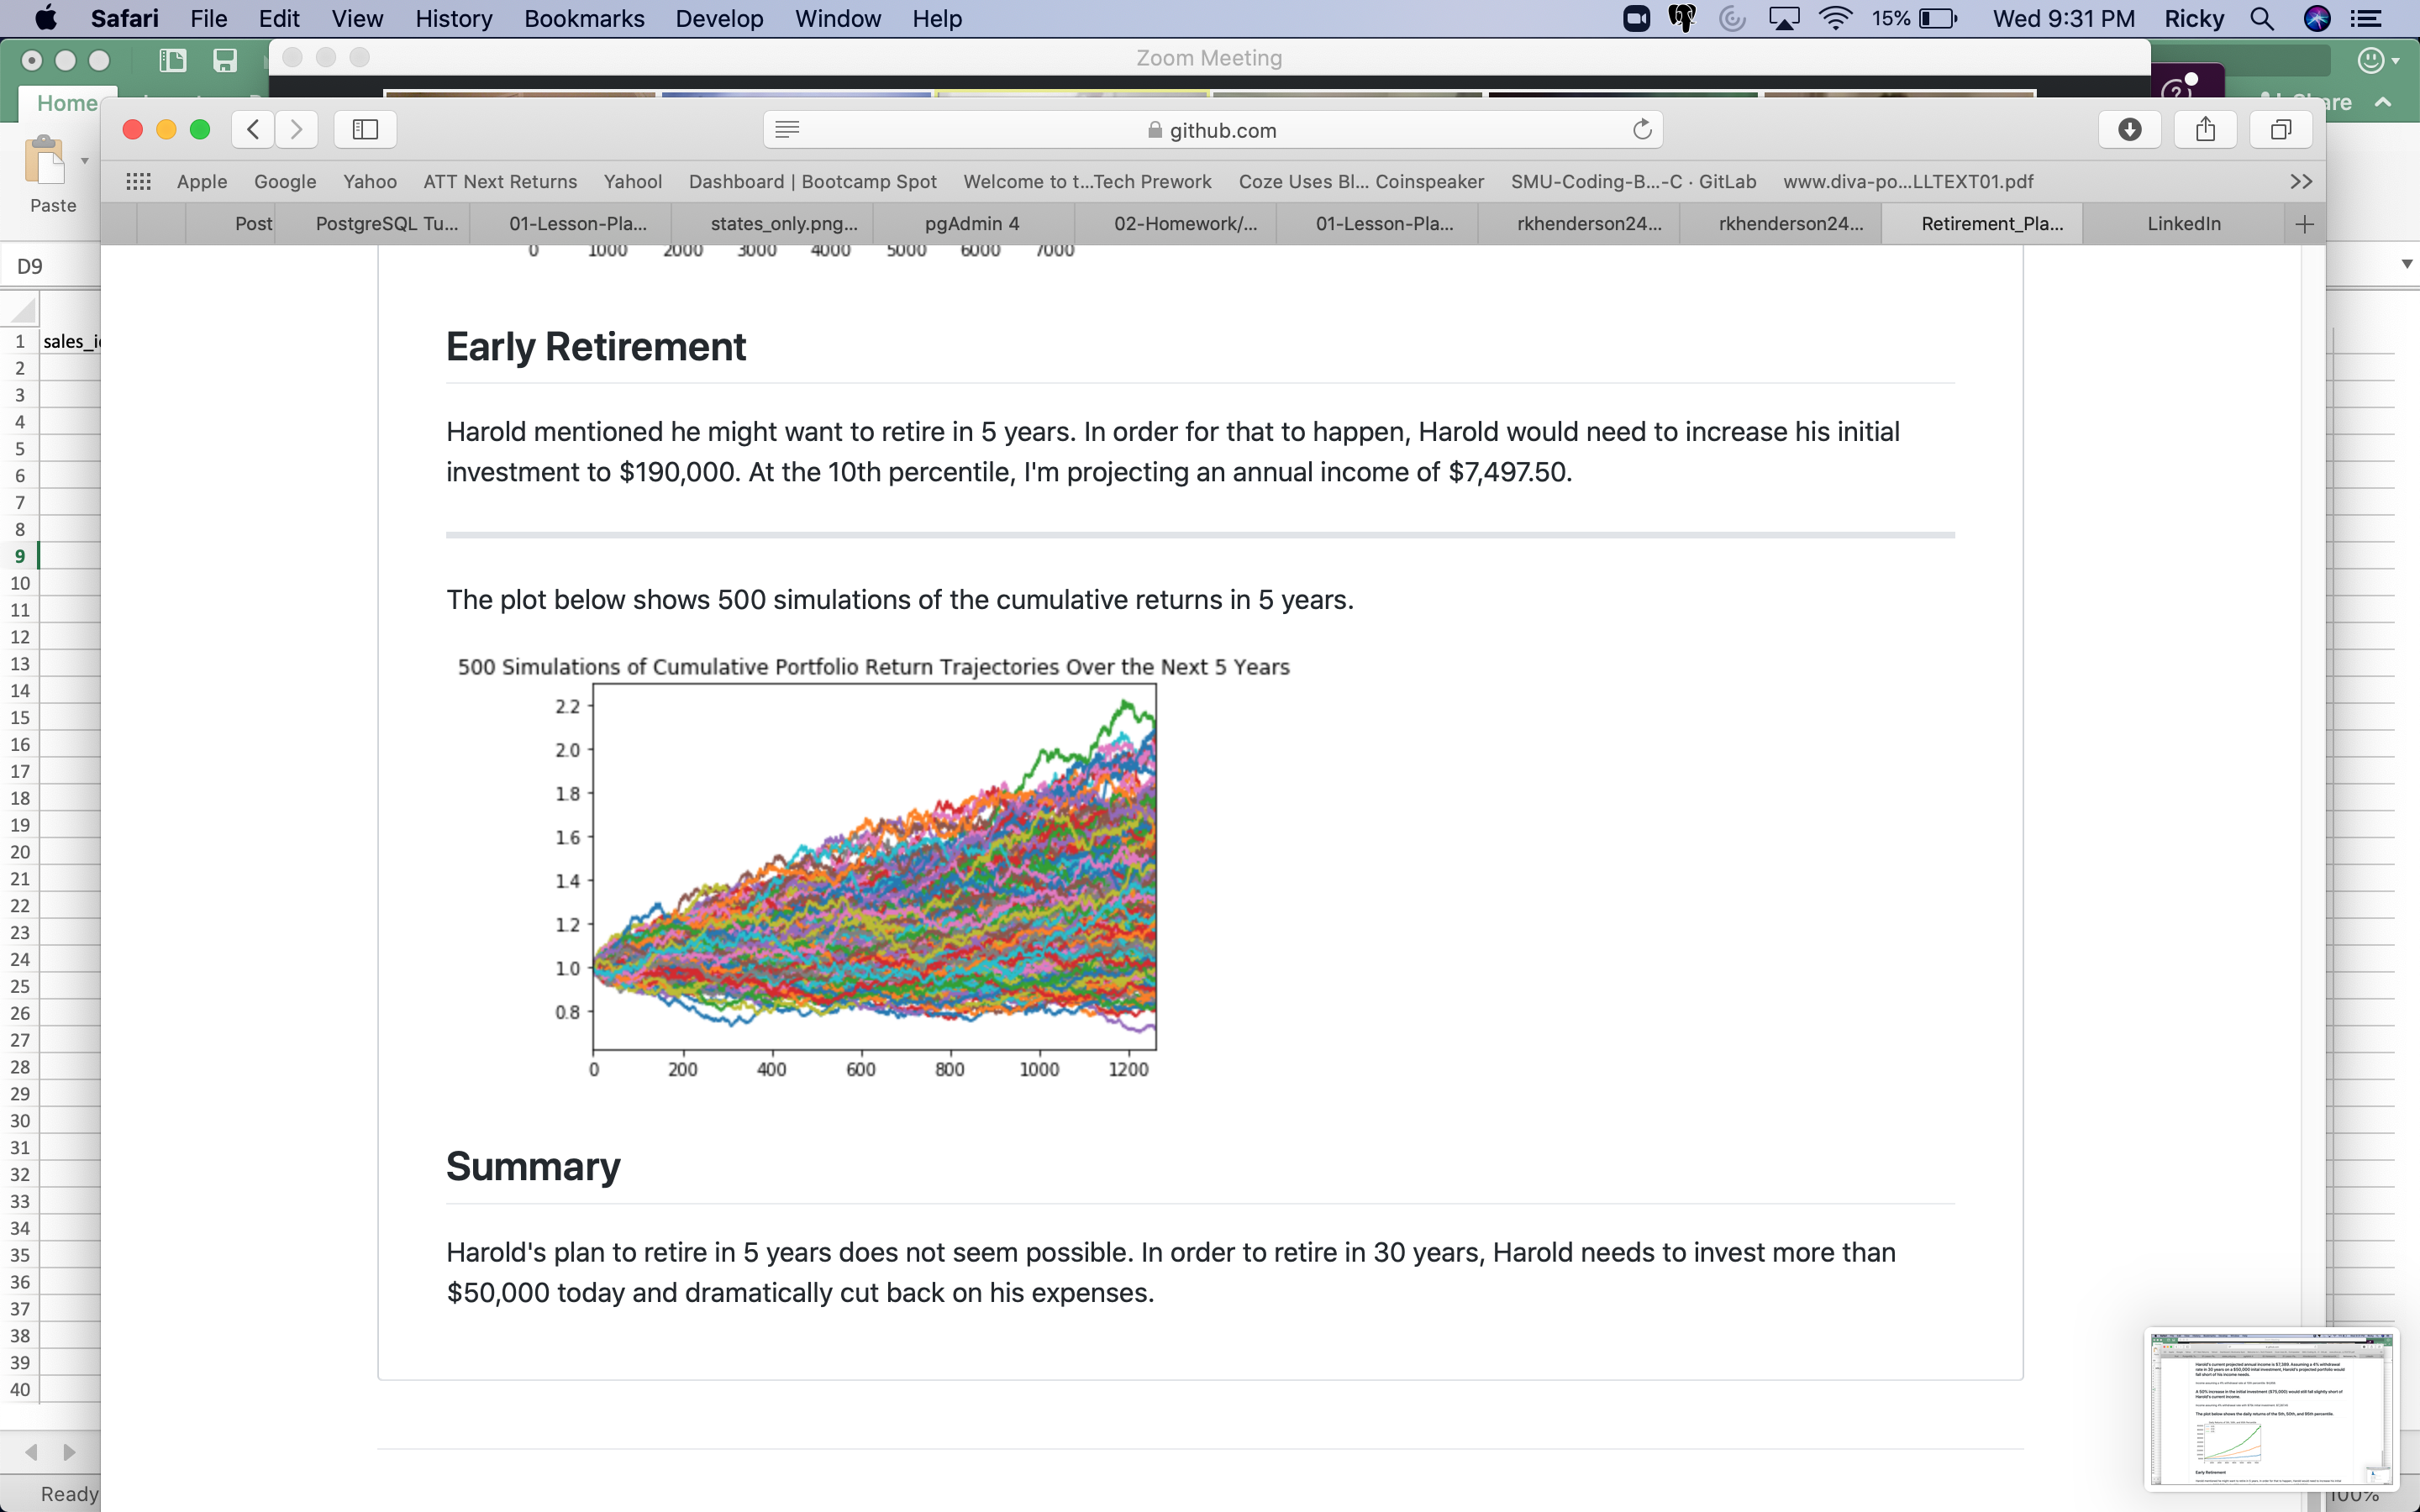 Safari File Edit View History Bookmarks Develop Window Help 15% Wed 9:31 PM Ricky
Zoom Meeting
Home
github.com
Paste
Apple Google Yahoo ATT Next Returns Yahool Dashboard | Bootcamp Spot Welcome to t...Tech Prework Coze Uses Bl... Coinspeaker SMU-Coding-B...-C · GitLab www.diva-po...LLTEXT01.pdf
Post PostgreSQL Tu... 01-Lesson-Pla... states_only.png... pgAdmin 4 02-Homework/... 01-Lesson-Pla... rkhenderson24... rkhenderson24... Retirement_Pla... LinkedIn
D9
0 1000 2000 3000 4000 5000 6000 7000
Early Retirement
Harold mentioned he might want to retire in 5 years. In order for that to happen, Harold would need to increase his initial
investment to $190,000. At the 10th percentile, I'm projecting an annual income of $7,497.50.
The plot below shows 500 simulations of the cumulative returns in 5 years.
500 Simulations of Cumulative Portfolio Return Trajectories Over the Next 5 Years
2.2
2.0
1.8
1.6
1.4
1.2
1.0
0.8
0 200 400 600 800 1000 1200
Summary
Harold's plan to retire in 5 years does not seem possible. In order to retire in 30 years, Harold needs to invest more than
$50,000 today and dramatically cut back on his expenses.
1 sales_i
2
3
4
5
6
7
8
9
10
11
12
13
14
15
16
17
18
19
20
21
22
23
24
25
26
27
28
29
30
31
32
33
34
35
36
37
38
39
40
Ready
100%